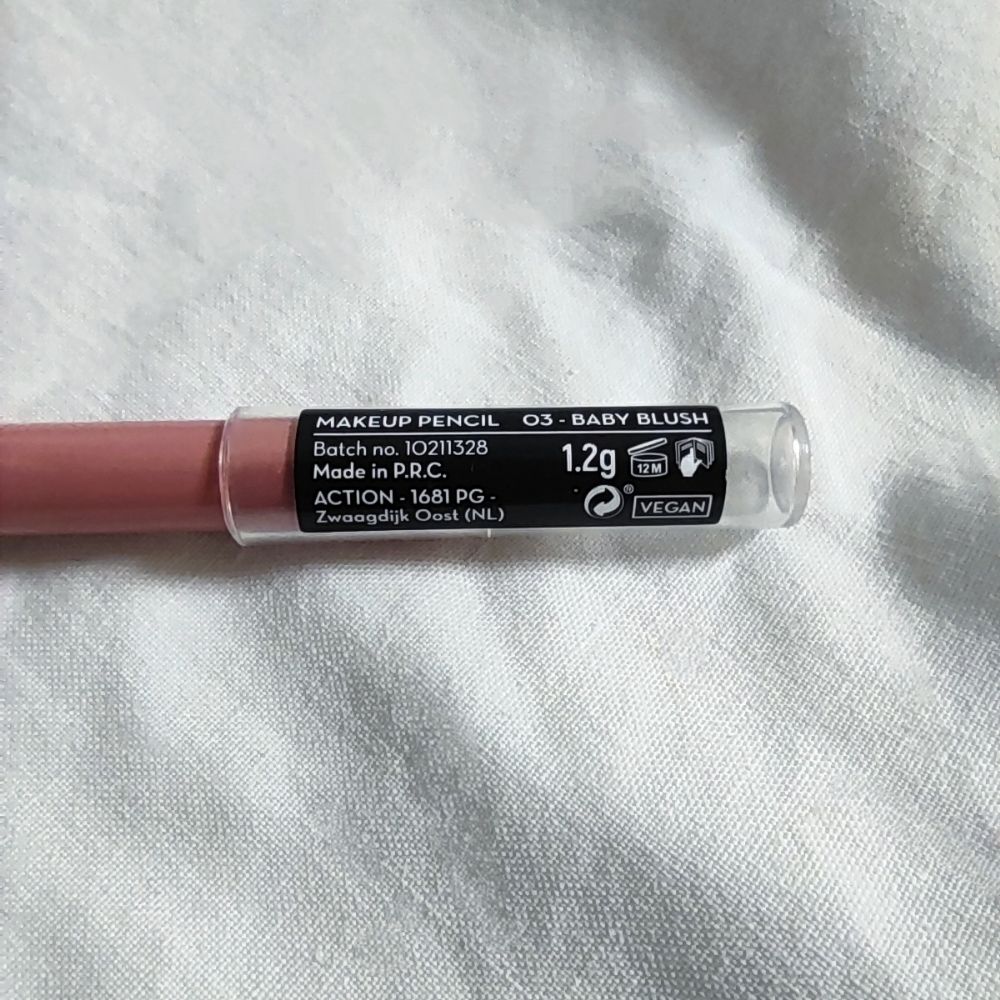 MAKEUP PENCIL 03 - BABY BLUSH
Batch no. 10211328
Made in P.R.C.
ACTION - 1681 PG -
Zwaagdijk Oost (NL)
1.2g
12 M
®
VEGAN